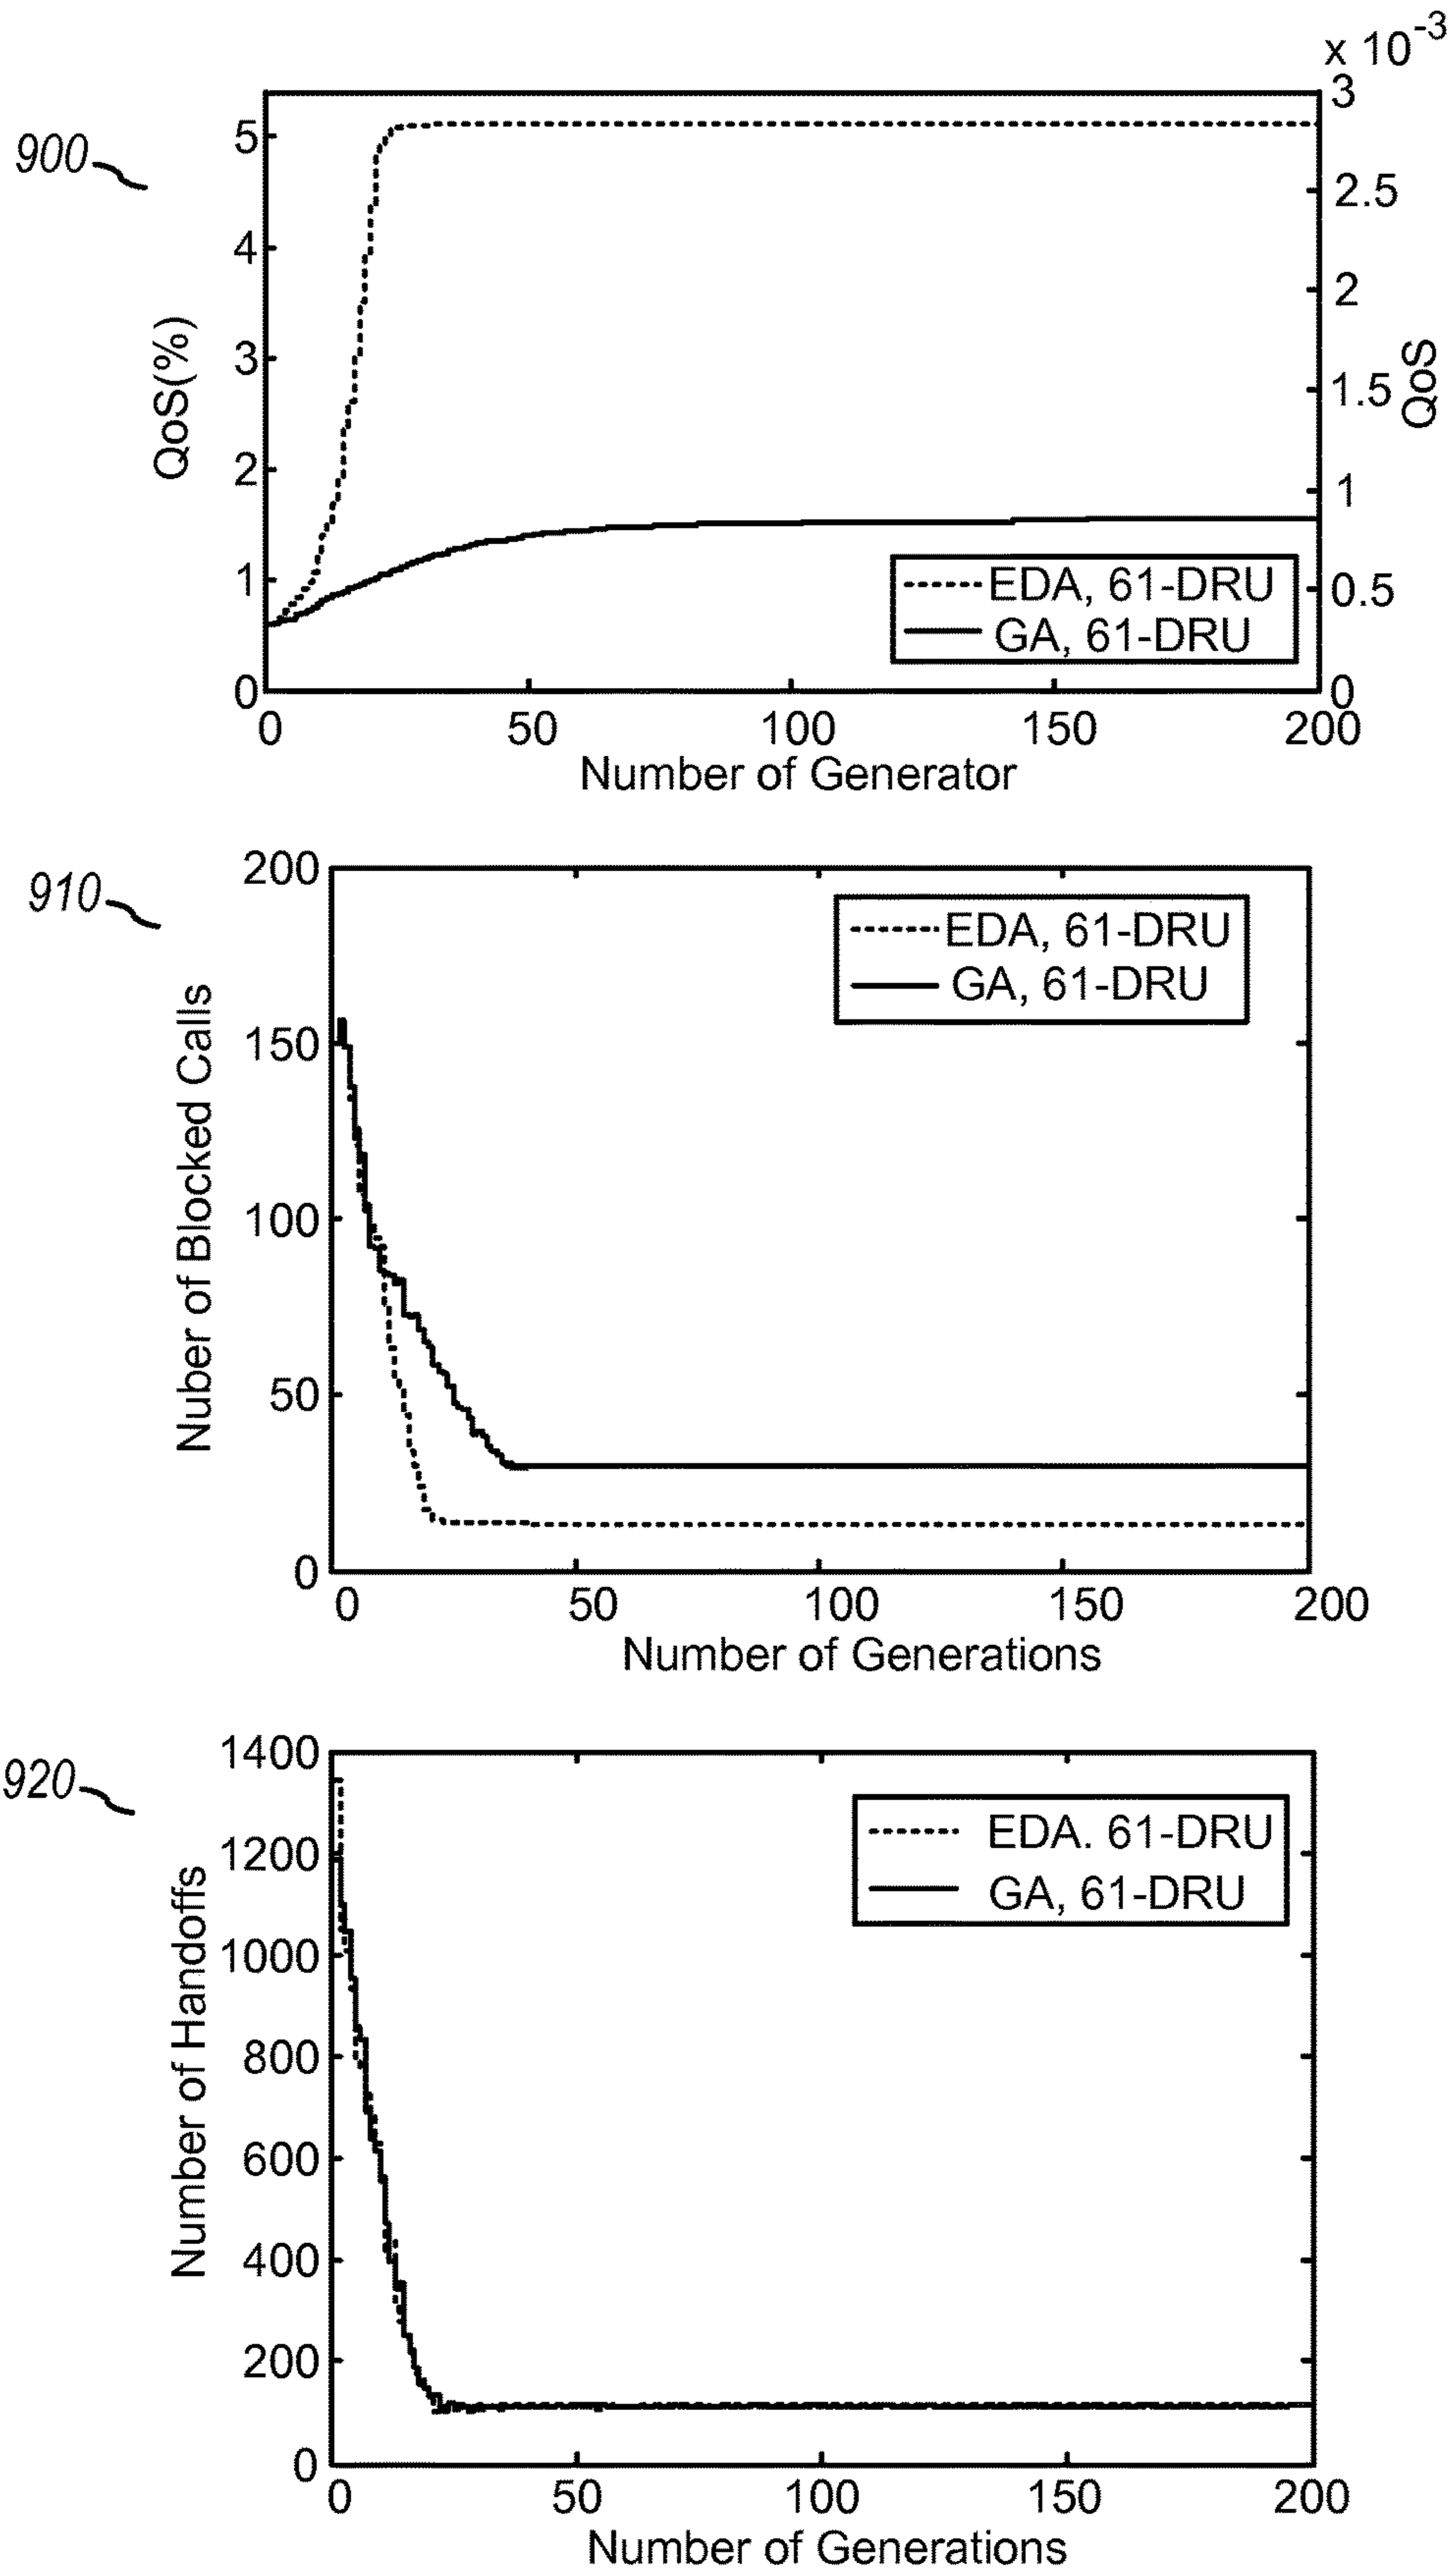 x 10-3
900
5
4
3
2
1
0
QoS(%)
3
2.5
2
1.5
1
0.5
0
QoS
EDA, 61-DRU
GA, 61-DRU
0 50 100 150 200
Number of Generator
910
200
150
100
50
0
Nuber of Blocked Calls
EDA, 61-DRU
GA, 61-DRU
0 50 100 150 200
Number of Generations
920
1400
1200
1000
800
600
400
200
0
Number of Handoffs
EDA. 61-DRU
GA, 61-DRU
0 50 100 150 200
Number of Generations